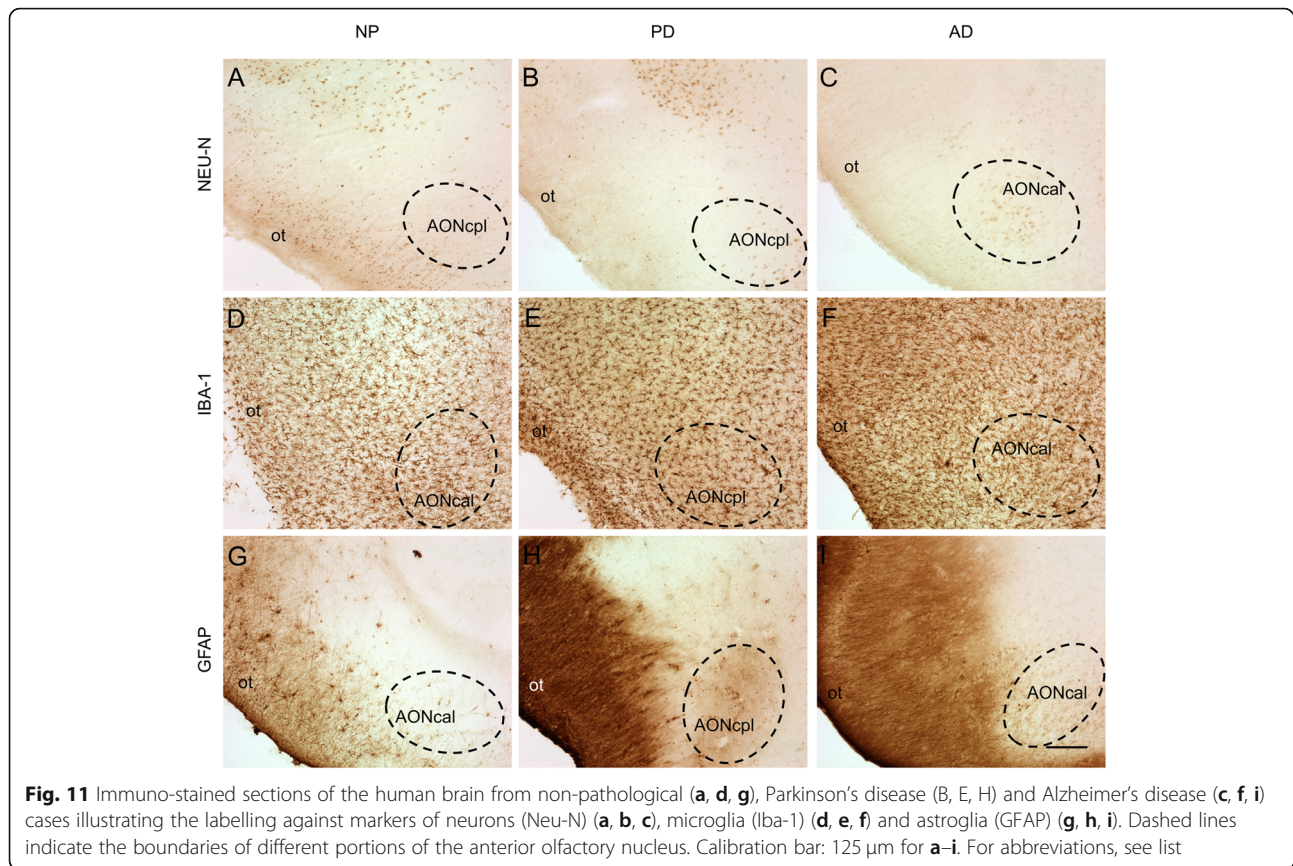 NP PD AD
NEU-N
A B C
ot AONcpl
ot AONcpl
ot AONcal
IBA-1
D E F
ot AONcal
ot AONcpl
ot AONcal
GFAP
G H I
ot AONcal
ot AONcpl
ot AONcal
Fig. 11 Immuno-stained sections of the human brain from non-pathological (a, d, g), Parkinson's disease (B, E, H) and Alzheimer's disease (c, f, i)
cases illustrating the labelling against markers of neurons (Neu-N) (a, b, c), microglia (Iba-1) (d, e, f) and astroglia (GFAP) (g, h, i). Dashed lines
indicate the boundaries of different portions of the anterior olfactory nucleus. Calibration bar: 125 μm for a–i. For abbreviations, see list